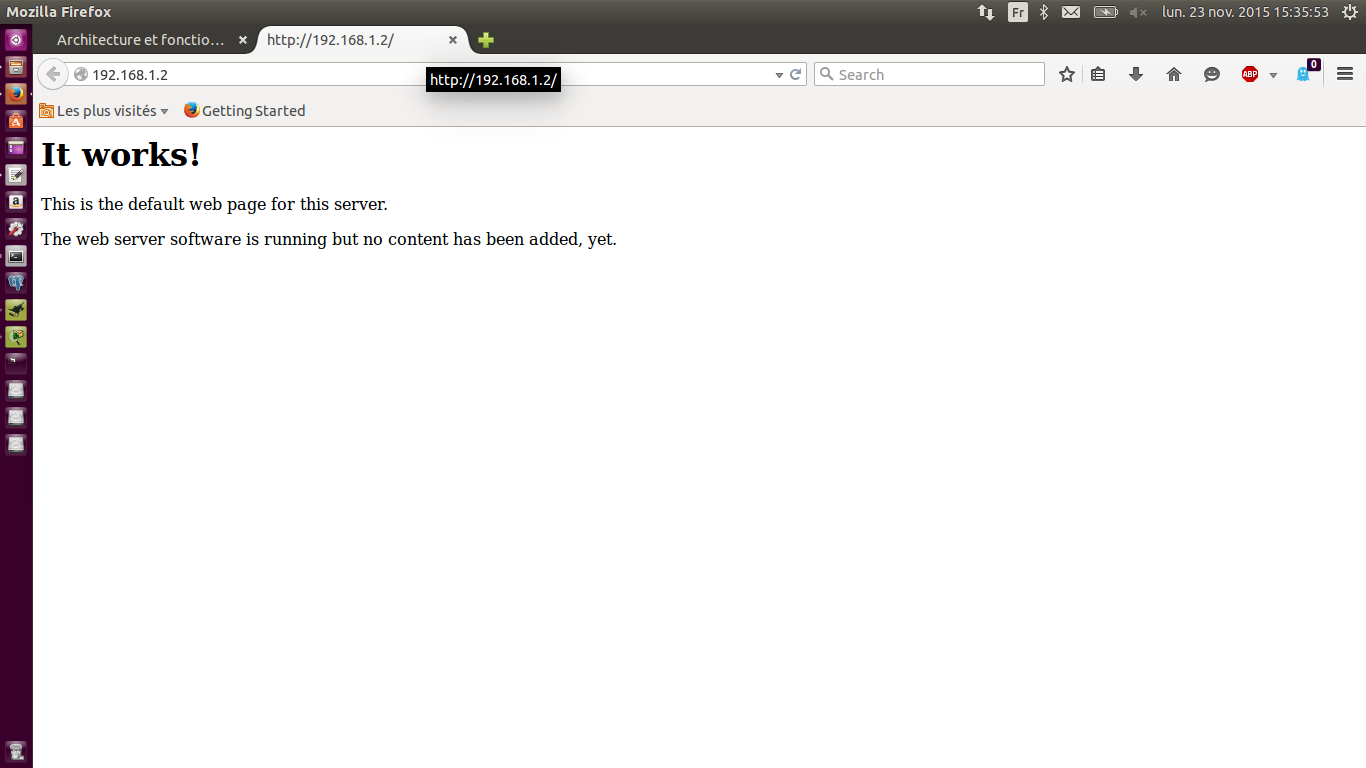 Mozilla Firefox
Fr
lun. 23 nov. 2015 15:35:53
Architecture et fonctio...
http://192.168.1.2/
192.168.1.2
http://192.168.1.2/
Search
ABP
0
Les plus visités
Getting Started
It works!
This is the default web page for this server.
The web server software is running but no content has been added, yet.